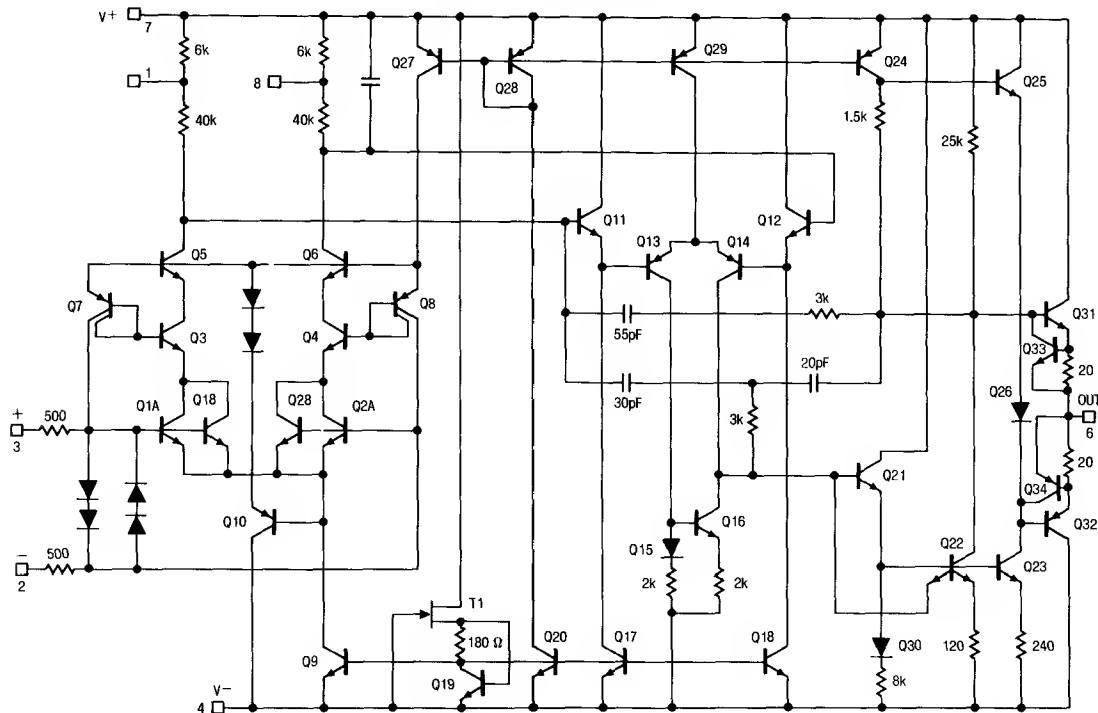 V+
7
6k
6k
1
8
Q27
Q28
Q29
Q24
Q25
40k
40k
1.5k
25k
Q11
Q12
Q5
Q6
Q13
Q14
Q7
Q8
Q3
Q4
3k
55pF
Q31
Q33
20
20pF
30pF
Q26
OUT
6
Q1A
Q18
Q28
Q2A
3k
+
3
500
20
Q21
Q34
Q32
Q10
Q16
Q15
Q22
Q23
−
2
500
2k
2k
T1
180 Ω
Q9
Q19
Q20
Q17
Q18
Q30
120
240
8k
V−
4